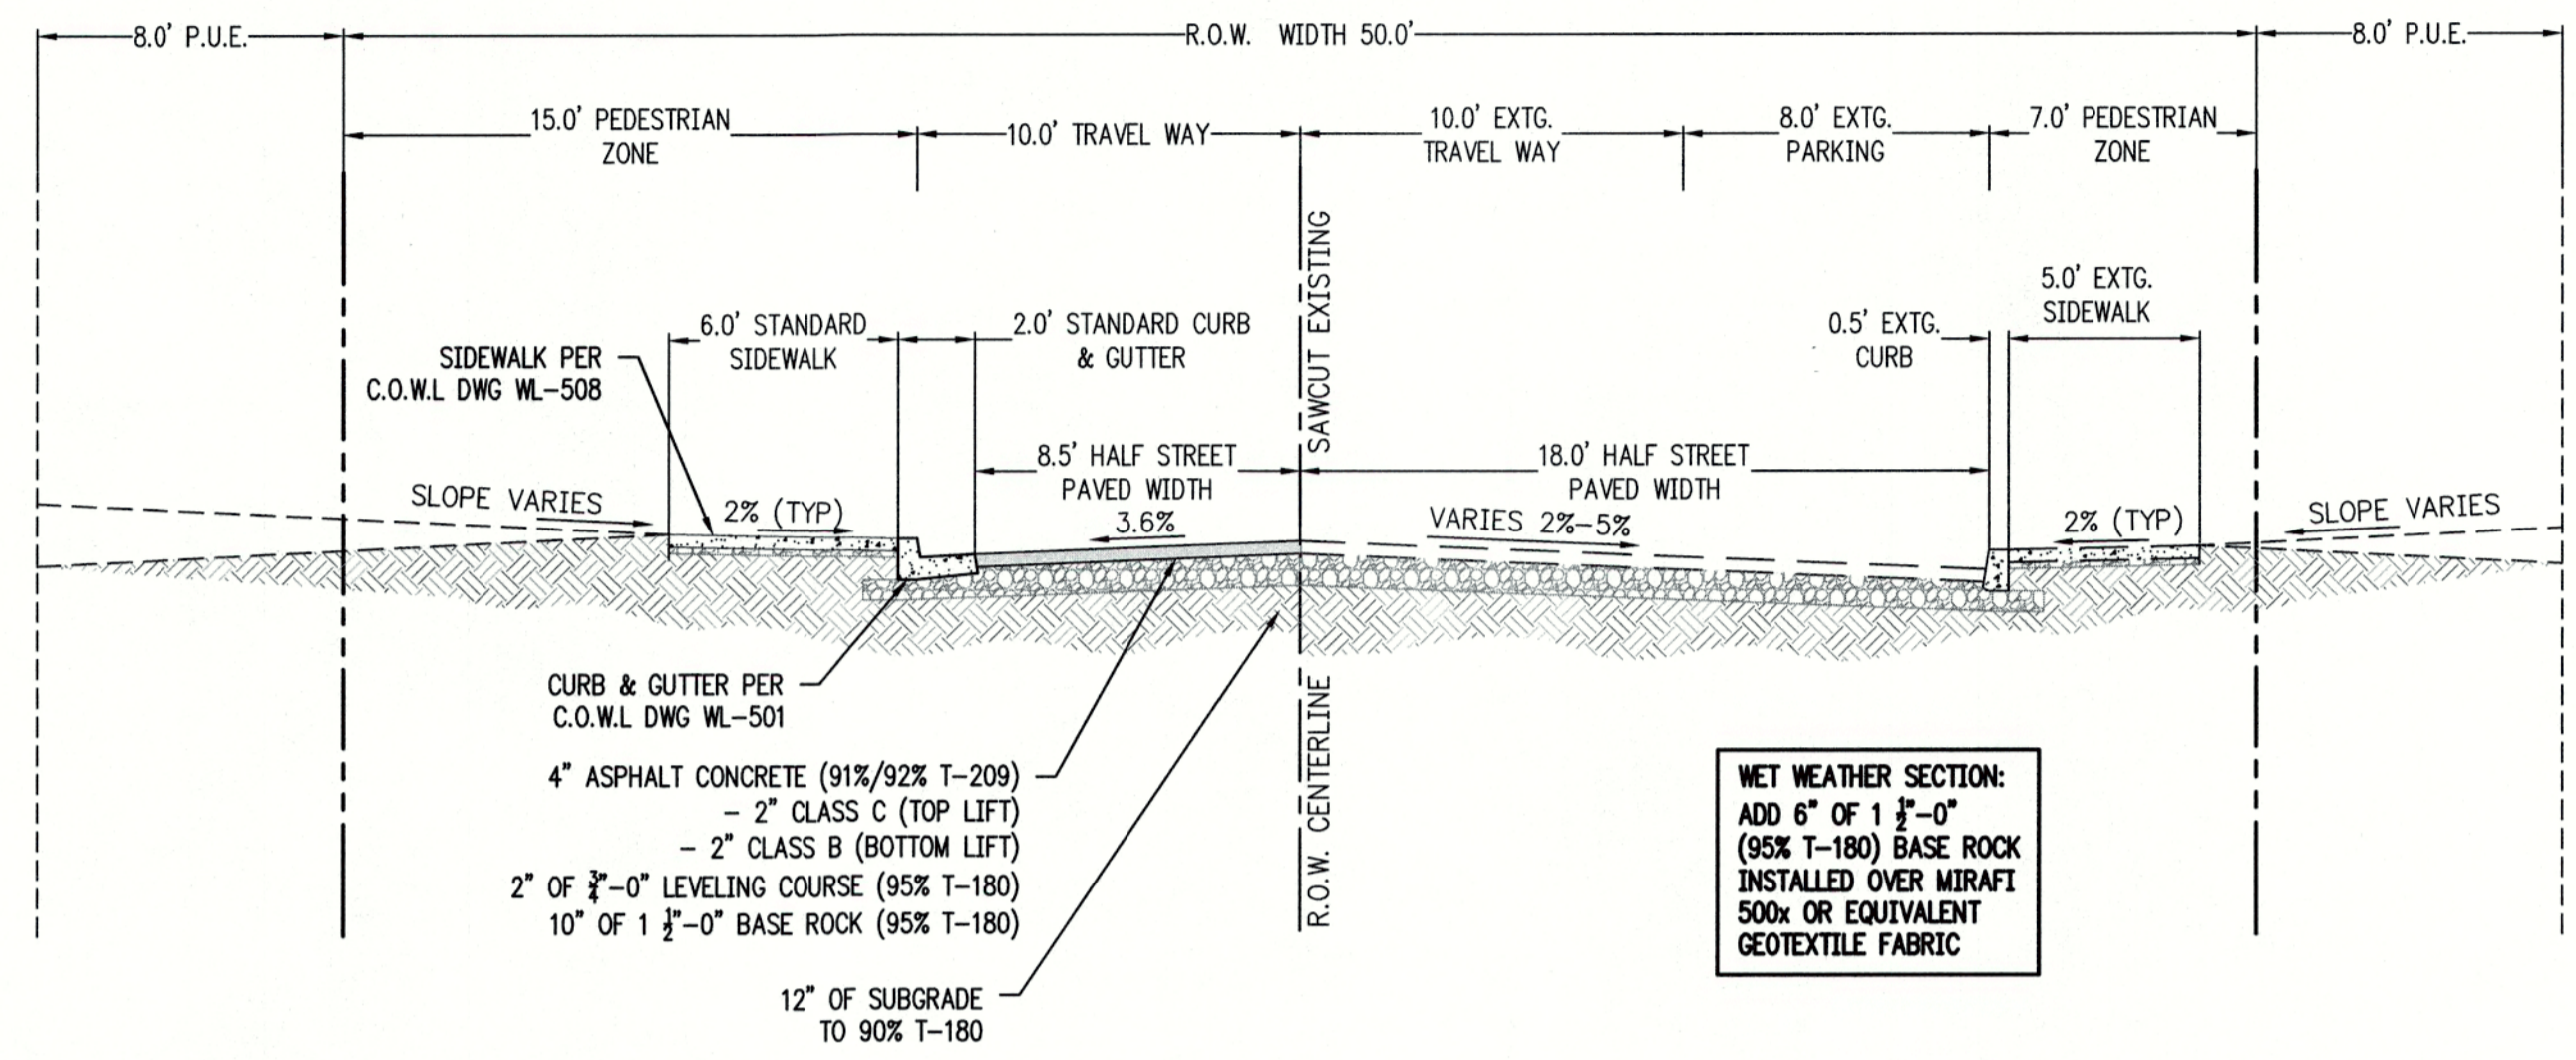 8.0' P.U.E.
R.O.W. WIDTH 50.0'
8.0' P.U.E.
15.0' PEDESTRIAN
ZONE
10.0' TRAVEL WAY
10.0' EXTG.
TRAVEL WAY
8.0' EXTG.
PARKING
7.0' PEDESTRIAN
ZONE
SIDEWALK PER
C.O.W.L DWG WL-508
6.0' STANDARD
SIDEWALK
2.0' STANDARD CURB
& GUTTER
SAWCUT EXISTING
0.5' EXTG.
CURB
5.0' EXTG.
SIDEWALK
8.5' HALF STREET
PAVED WIDTH
18.0' HALF STREET
PAVED WIDTH
SLOPE VARIES
2% (TYP)
3.6%
VARIES 2%-5%
2% (TYP)
SLOPE VARIES
CURB & GUTTER PER
C.O.W.L DWG WL-501
4" ASPHALT CONCRETE (91%/92% T-209)
- 2" CLASS C (TOP LIFT)
- 2" CLASS B (BOTTOM LIFT)
2" OF 3/4"-0" LEVELING COURSE (95% T-180)
10" OF 1 1/2"-0" BASE ROCK (95% T-180)
12" OF SUBGRADE
TO 90% T-180
R.O.W. CENTERLINE
WET WEATHER SECTION:
ADD 6" OF 1 1/2"-0"
(95% T-180) BASE ROCK
INSTALLED OVER MIRAFI
500x OR EQUIVALENT
GEOTEXTILE FABRIC